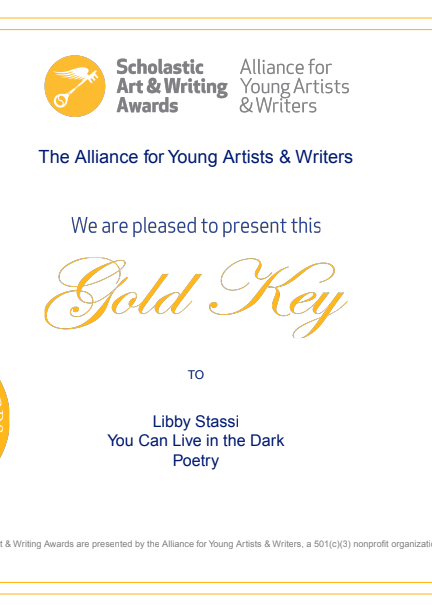 Scholastic
Art & Writing
Awards
Alliance for
Young Artists
& Writers
The Alliance for Young Artists & Writers
We are pleased to present this
Gold Key
TO
Libby Stassi
You Can Live in the Dark
Poetry
t & Writing Awards are presented by the Alliance for Young Artists & Writers, a 501(c)(3) nonprofit organizati